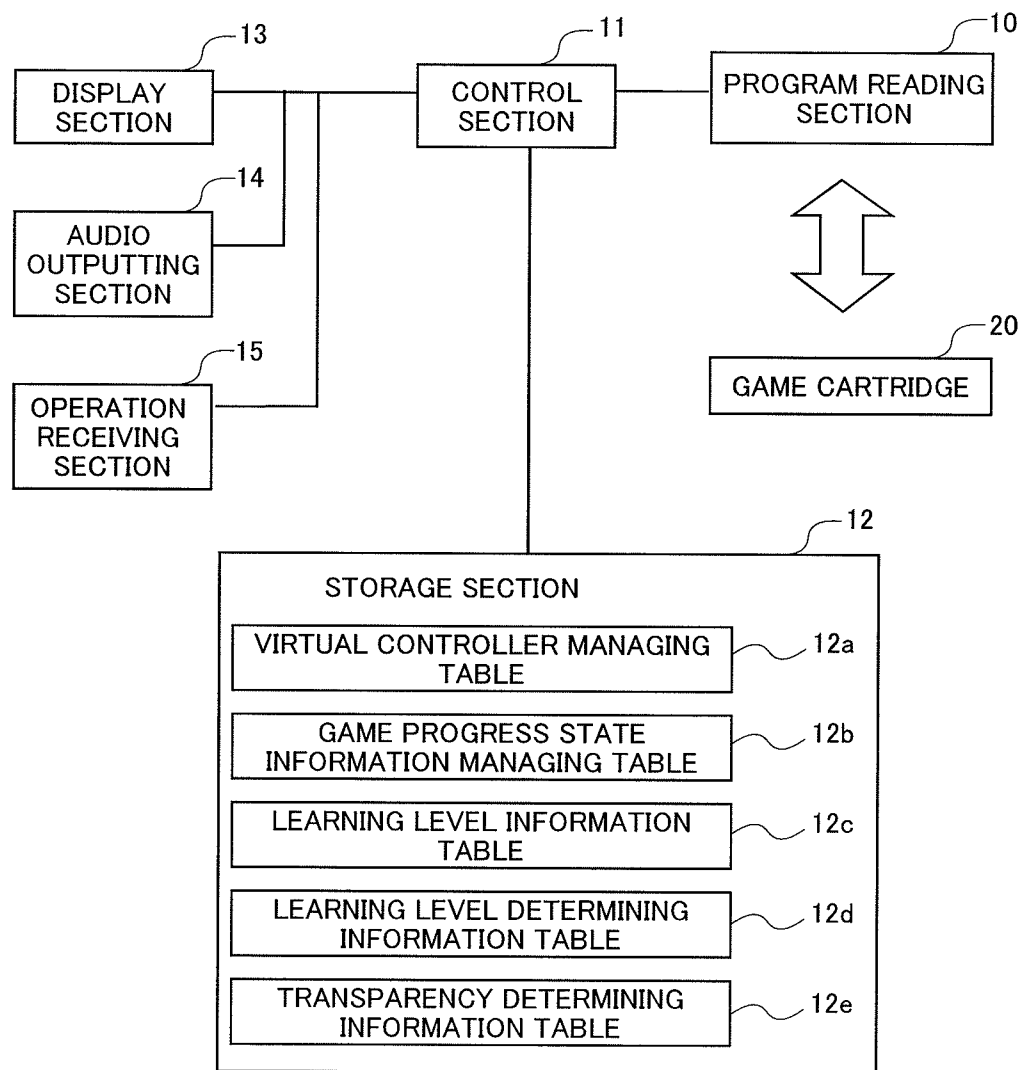 13
DISPLAY
SECTION
11
CONTROL
SECTION
10
PROGRAM READING
SECTION
14
AUDIO
OUTPUTTING
SECTION
15
OPERATION
RECEIVING
SECTION
20
GAME CARTRIDGE
12
STORAGE SECTION
VIRTUAL CONTROLLER MANAGING
TABLE
12a
GAME PROGRESS STATE
INFORMATION MANAGING TABLE
12b
LEARNING LEVEL INFORMATION
TABLE
12c
LEARNING LEVEL DETERMINING
INFORMATION TABLE
12d
TRANSPARENCY DETERMINING
INFORMATION TABLE
12e